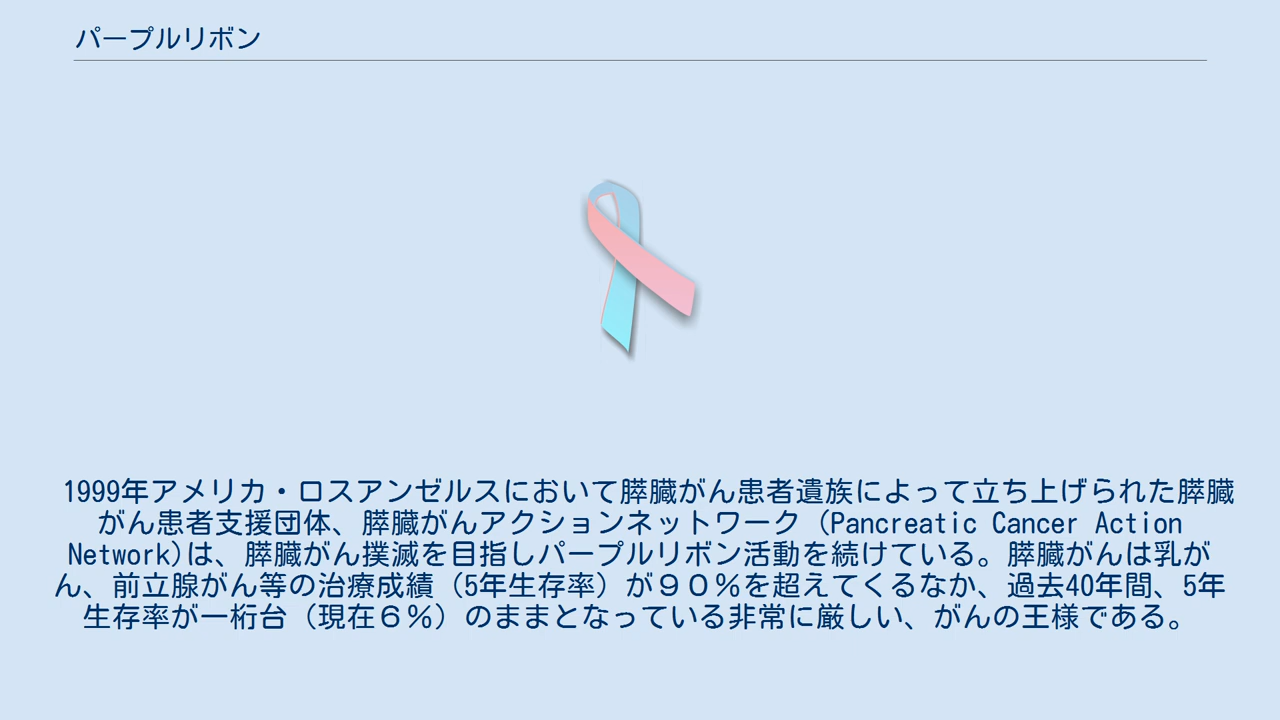 パープルリボン
1999年アメリカ・ロスアンゼルスにおいて膵臓がん患者遺族によって立ち上げられた膵臓
がん患者支援団体、膵臓がんアクションネットワーク（Pancreatic Cancer Action
Network)は、膵臓がん撲滅を目指しパープルリボン活動を続けている。膵臓がんは乳が
ん、前立腺がん等の治療成績（5年生存率）が９０％を超えてくるなか、過去40年間、5年
生存率が一桁台（現在６％）のままとなっている非常に厳しい、がんの王様である。